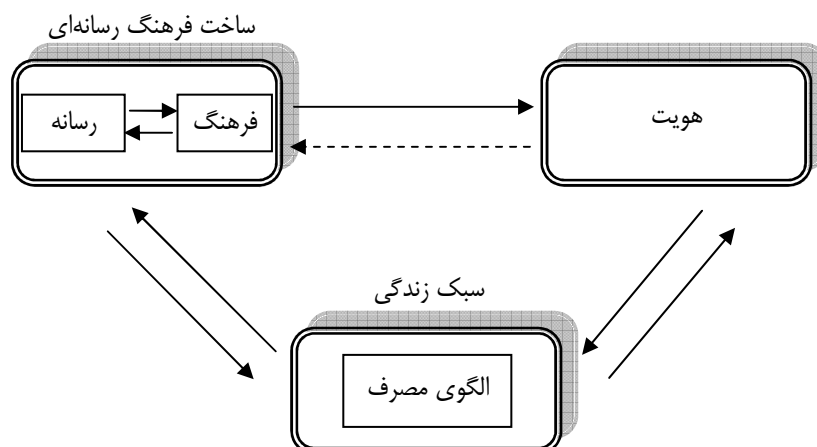 ساخت فرهنگ رسانه‌ای
رسانه
فرهنگ
هویت
سبک زندگی
الگوی مصرف